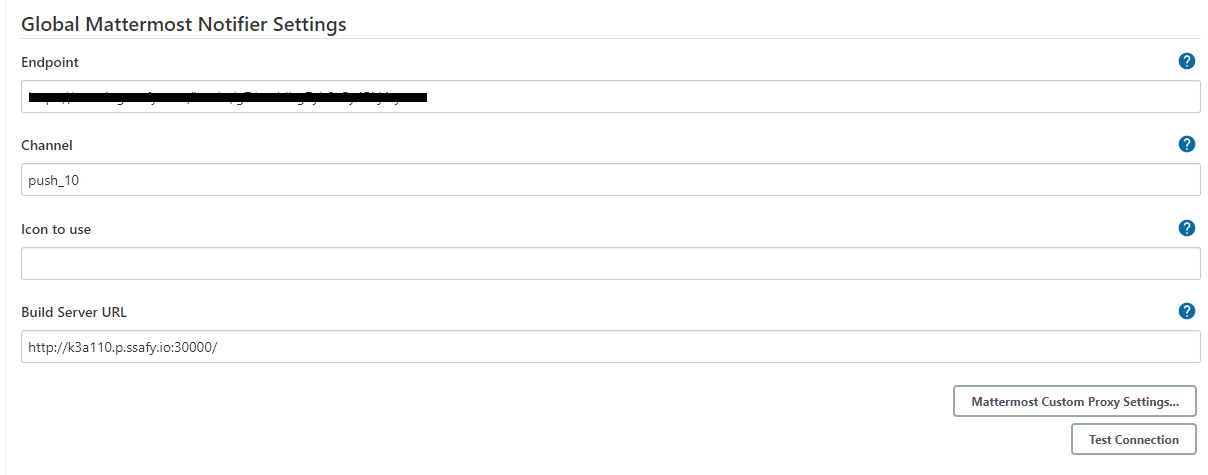 Global Mattermost Notifier Settings
Endpoint
Channel
push_10
Icon to use
Build Server URL
http://k3a110.p.ssafy.io:30000/
Mattermost Custom Proxy Settings...
Test Connection